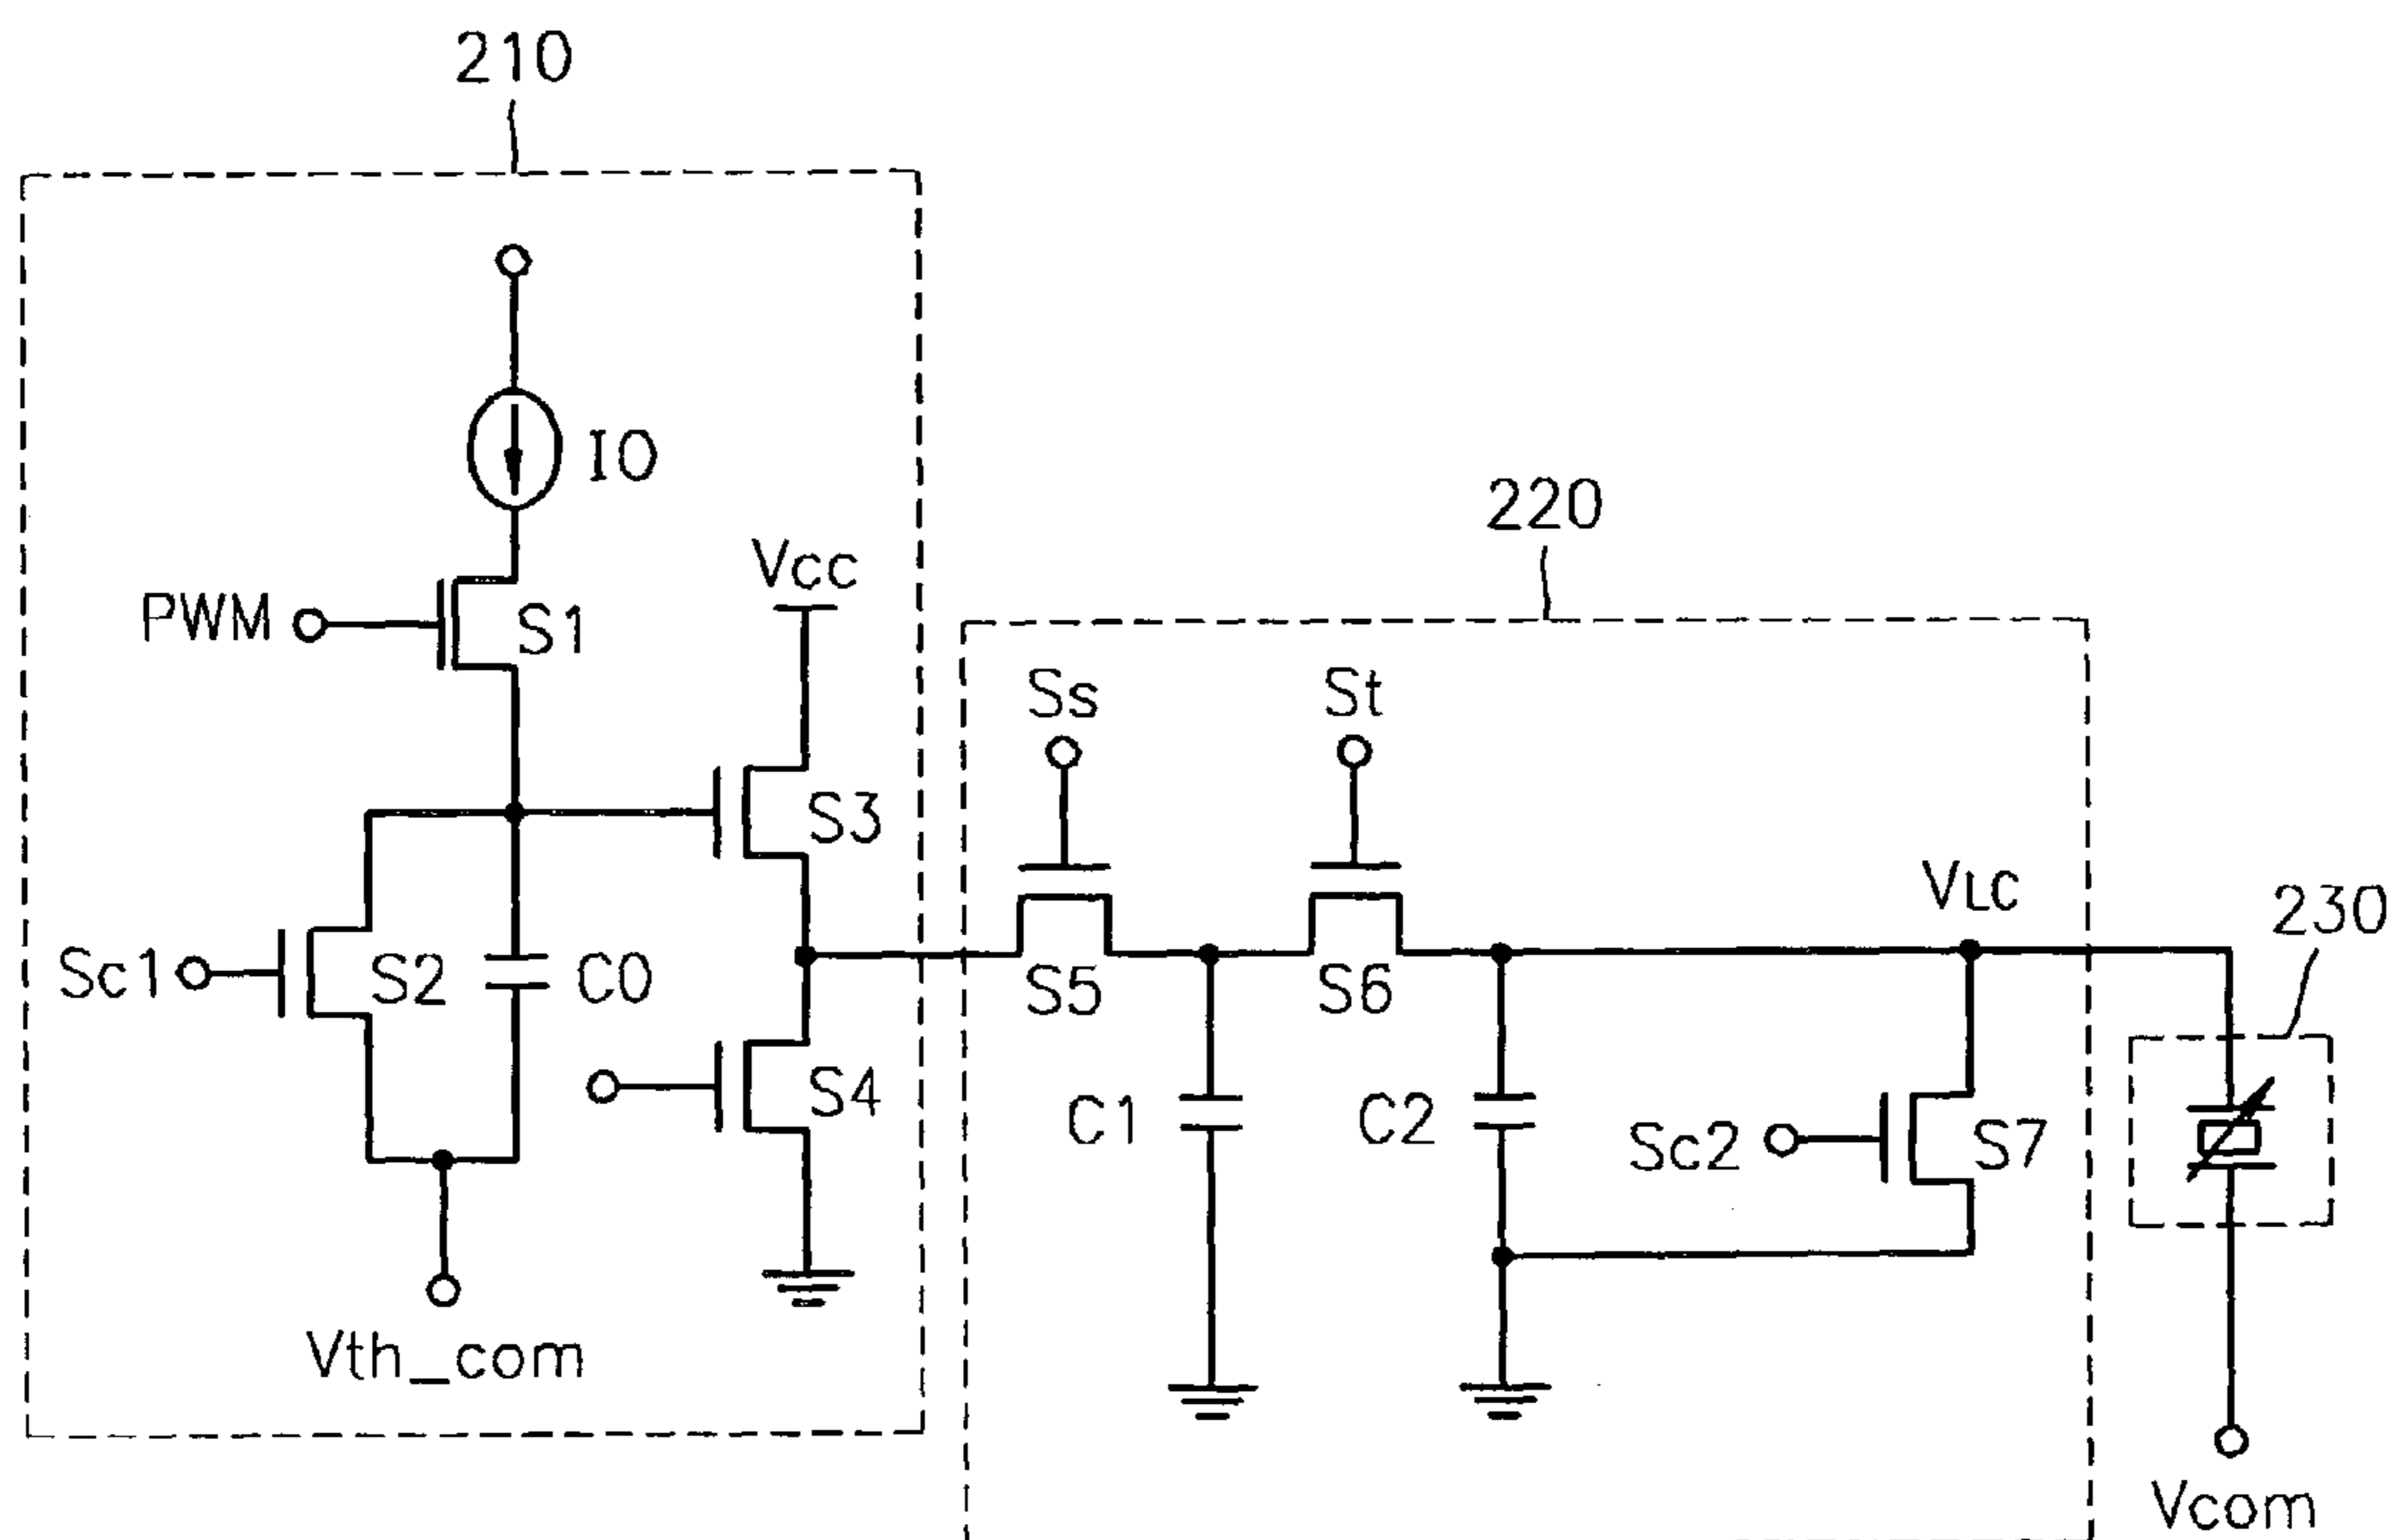 210
I0
Vcc
PWM
S1
220
Ss
St
S3
VLC
230
Sc1
S2
C0
S5
S6
S4
C1
C2
Sc2
S7
Vth_com
Vcom